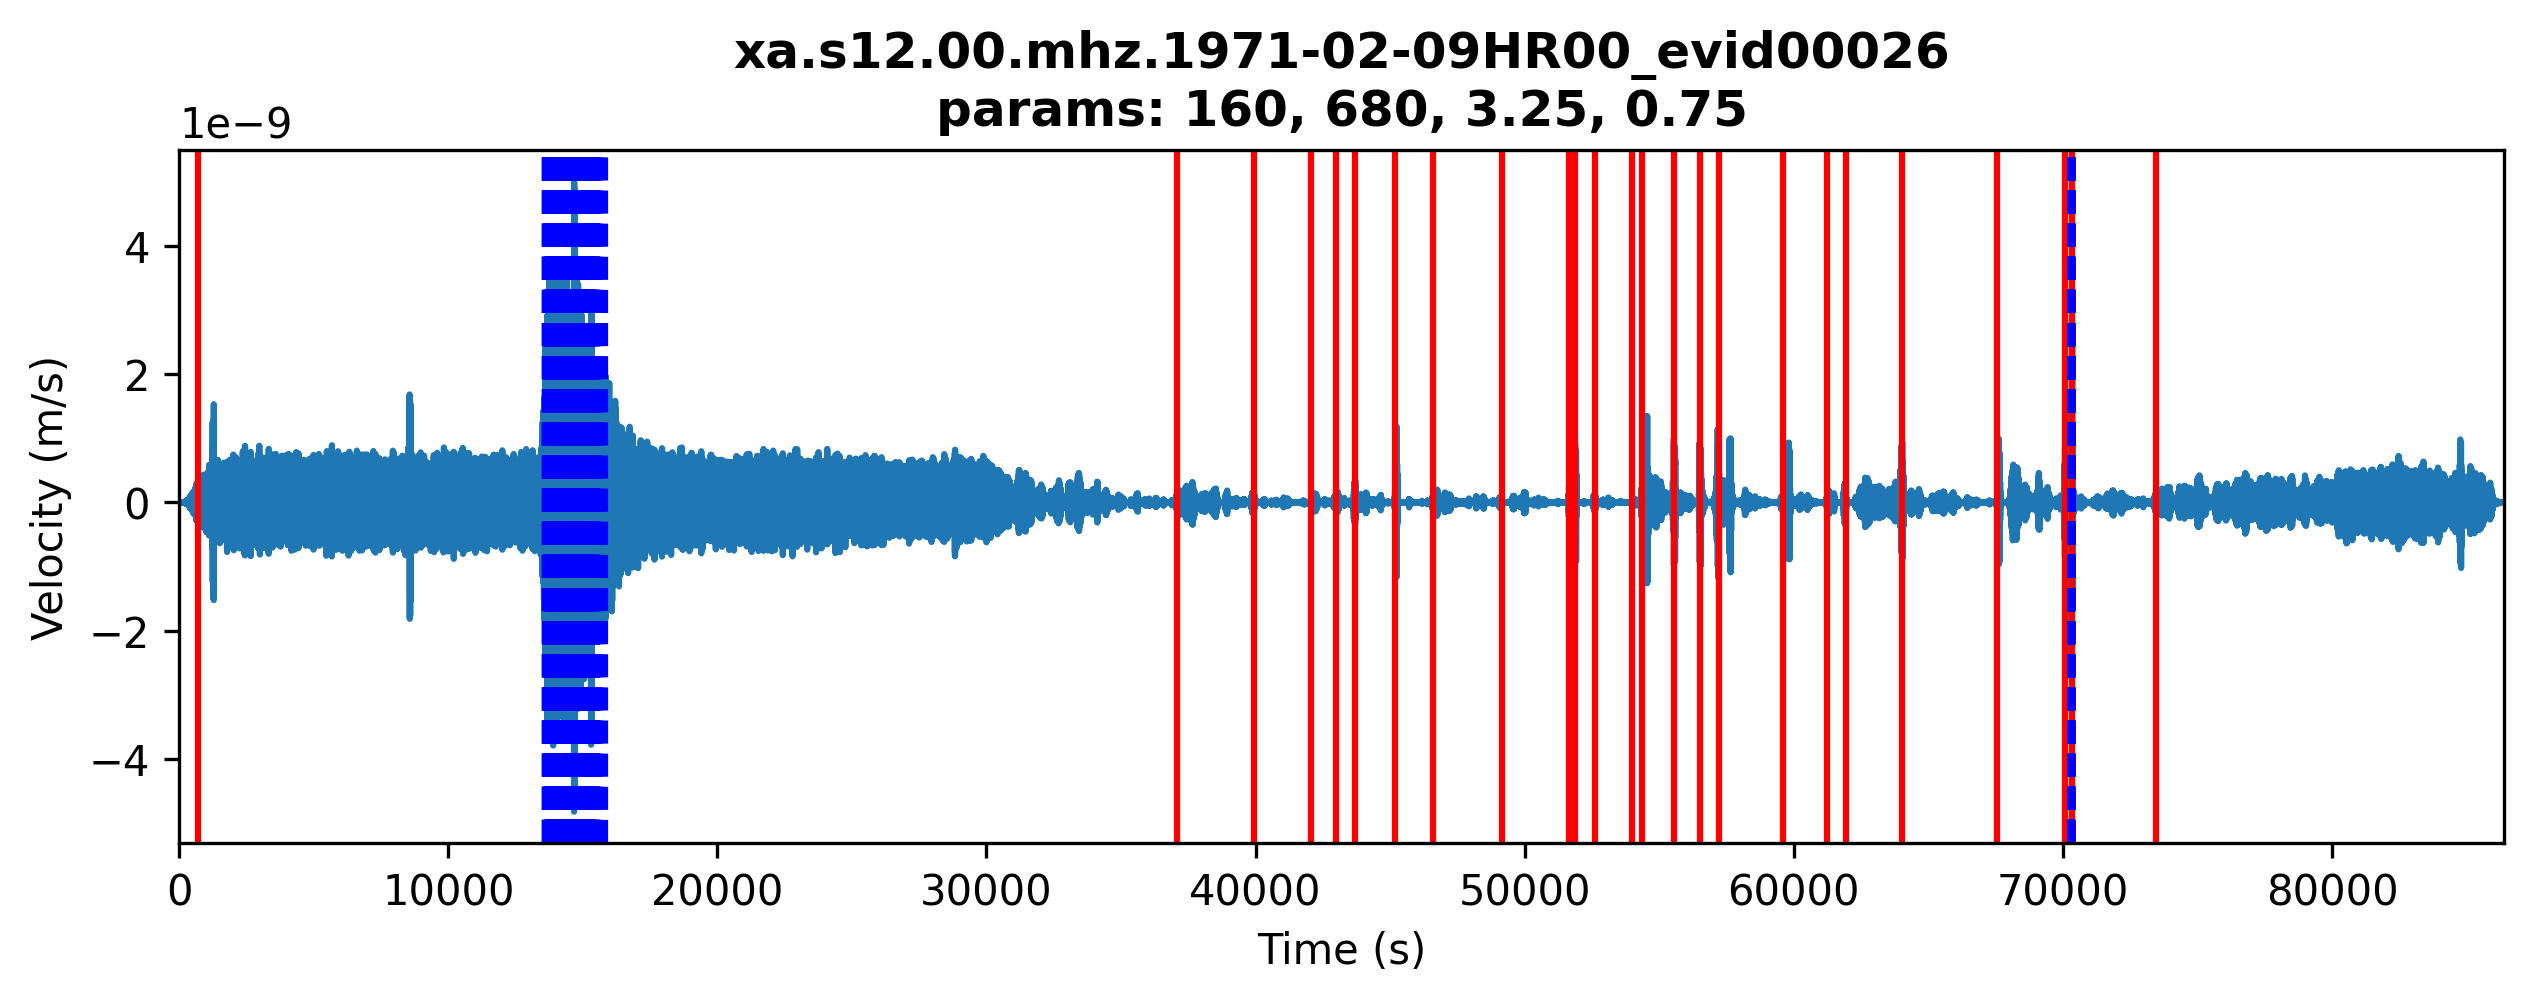 xa.s12.00.mhz.1971-02-09HR00_evid00026
params: 160, 680, 3.25, 0.75
1e−9
4
2
0
−2
−4
Velocity (m/s)
0 10000 20000 30000 40000 50000 60000 70000 80000
Time (s)